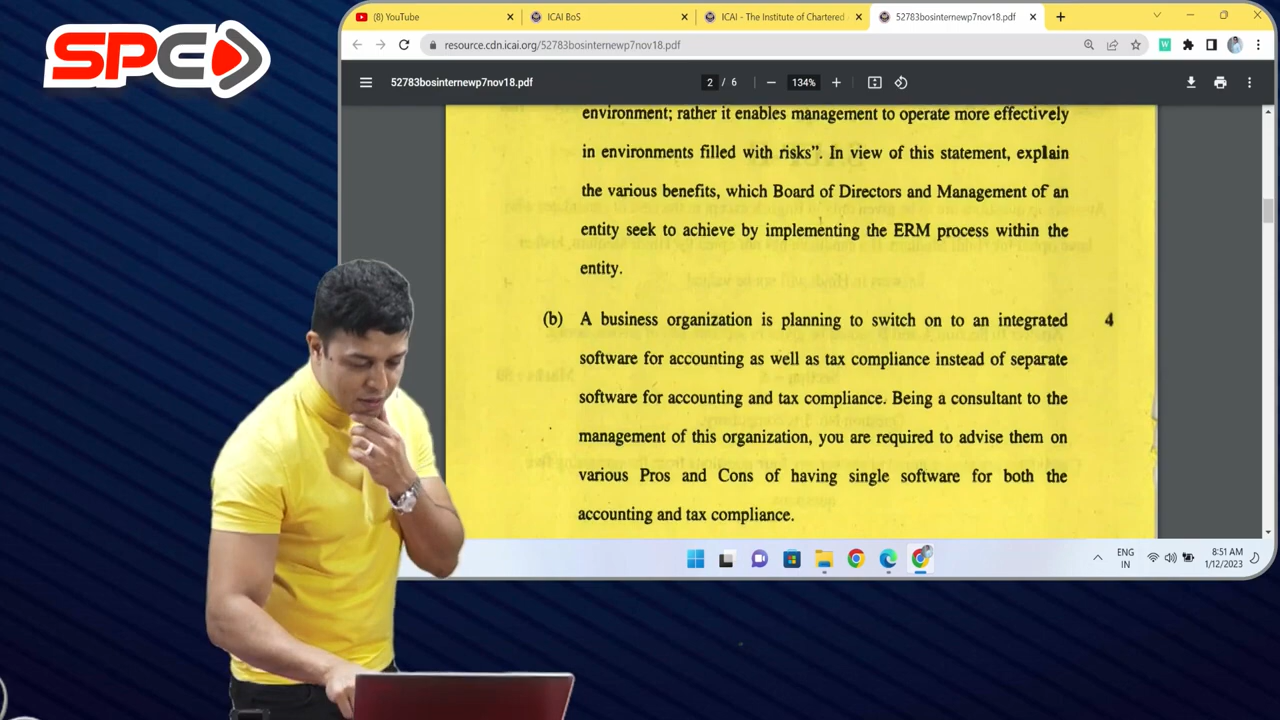 SPC
(8) YouTube
ICAI BoS
ICAI - The Institute of Chartered
52783bosinternewp7nov18.pdf
resource.cdn.icai.org/52783bosinternewp7nov18.pdf
52783bosinternewp7nov18.pdf
2 / 6
134%
environment; rather it enables management to operate more effectively
in environments filled with risks”. In view of this statement, explain
the various benefits, which Board of Directors and Management of an
entity seek to achieve by implementing the ERM process within the
entity.
(b) A business organization is planning to switch on to an integrated 4
software for accounting as well as tax compliance instead of separate
software for accounting and tax compliance. Being a consultant to the
management of this organization, you are required to advise them on
various Pros and Cons of having single software for both the
accounting and tax compliance.
ENG
IN
8:51 AM
1/12/2023